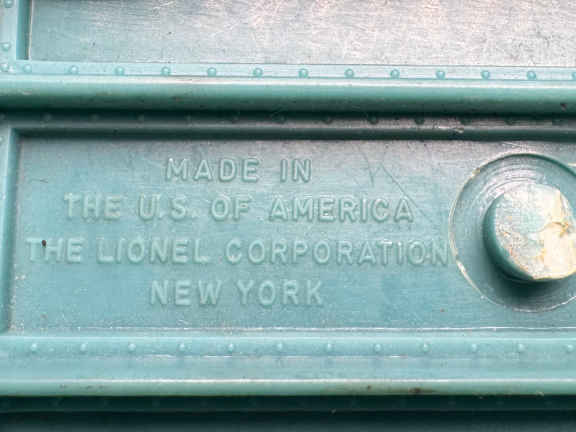 MADE IN
THE U.S. OF AMERICA
THE LIONEL CORPORATION
NEW YORK